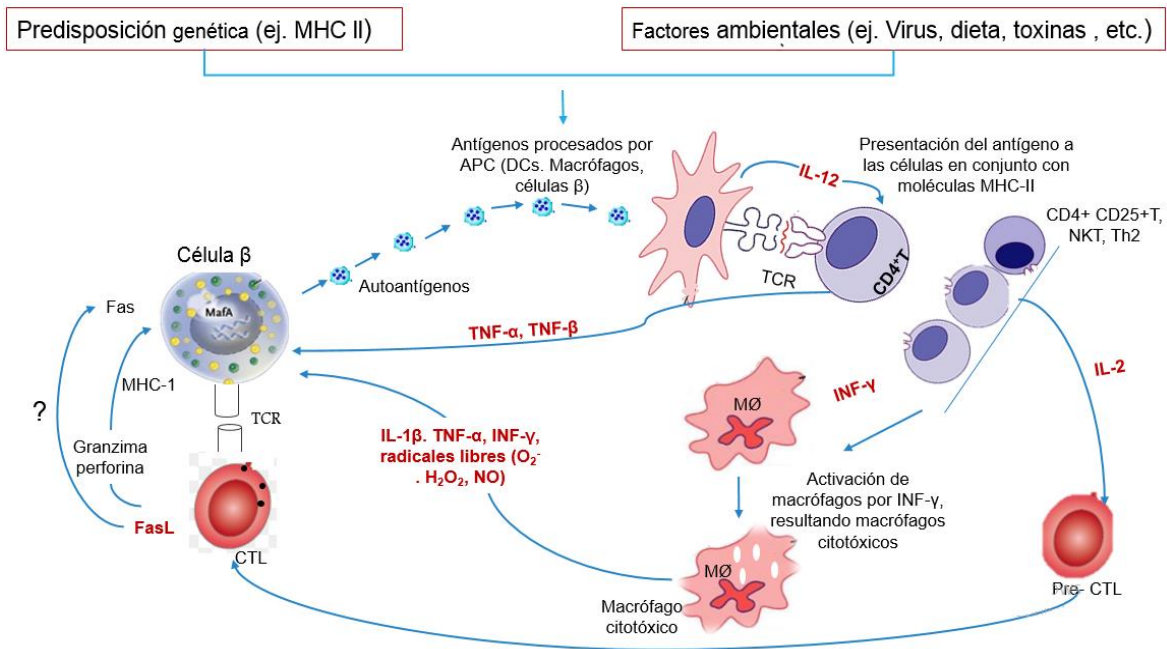 Predisposición genética (ej. MHC II)
Factores ambientales (ej. Virus, dieta, toxinas , etc.)
Antígenos procesados por
APC (DCs. Macrófagos,
células β)
IL-12
Presentación del antígeno a
las células en conjunto con
moléculas MHC-II
CD4+ CD25+T,
NKT, Th2
Célula β
Autoantígenos
TCR
CD4+T
Fas
MafA
TNF-α, TNF-β
MHC-1
?
TCR
INF-γ
IL-2
MØ
Granzima
perforina
IL-1β. TNF-α, INF-γ,
radicales libres (O₂⁻
. H₂O₂, NO)
Activación de
macrófagos por INF-γ,
resultando macrófagos
citotóxicos
FasL
CTL
MØ
Macrófago
citotóxico
Pre- CTL